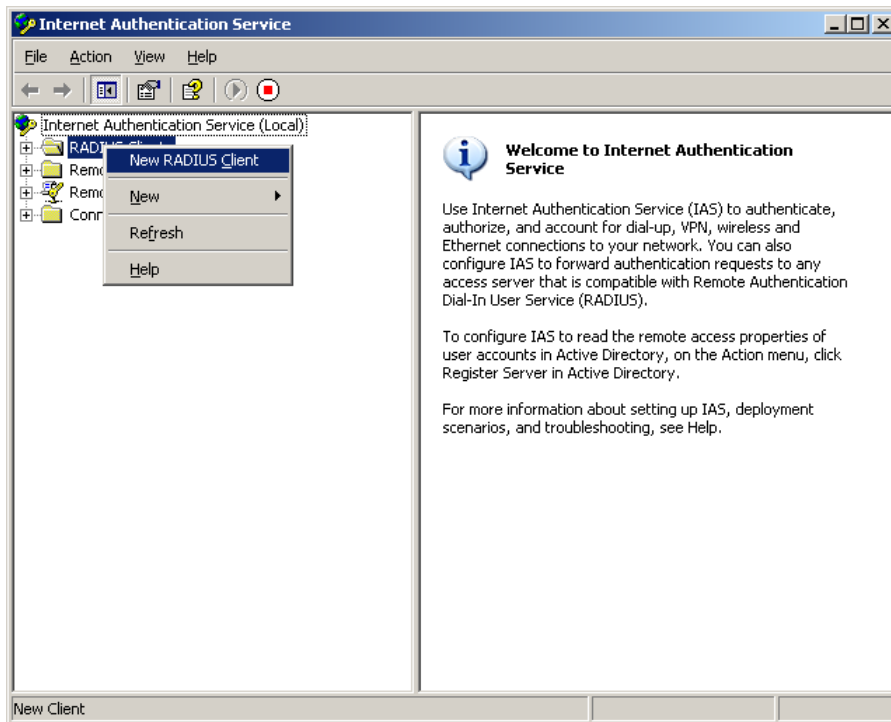 Internet Authentication Service
File Action View Help
Internet Authentication Service (Local)
RADIUS Clients
New RADIUS Client
New
Refresh
Help
Welcome to Internet Authentication
Service
Use Internet Authentication Service (IAS) to authenticate,
authorize, and account for dial-up, VPN, wireless and
Ethernet connections to your network. You can also
configure IAS to forward authentication requests to any
access server that is compatible with Remote Authentication
Dial-In User Service (RADIUS).
To configure IAS to read the remote access properties of
user accounts in Active Directory, on the Action menu, click
Register Server in Active Directory.
For more information about setting up IAS, deployment
scenarios, and troubleshooting, see Help.
New Client